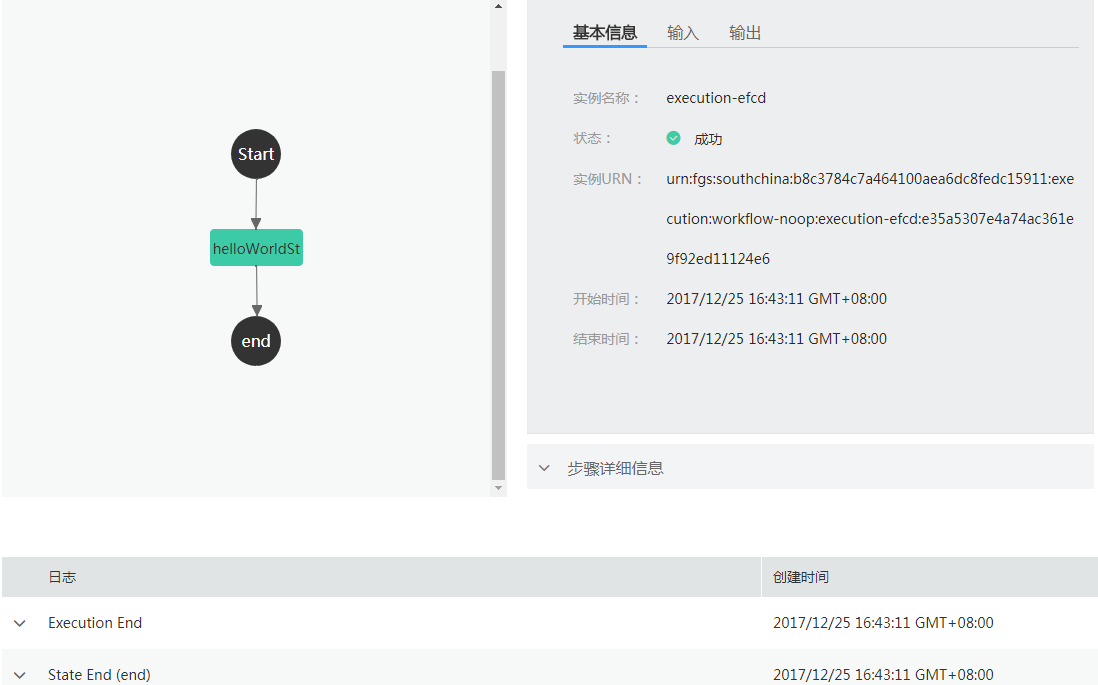 Start
helloWorldSt
end
基本信息 输入 输出
实例名称： execution-efcd
状态： 成功
实例URN： urn:fgs:southchina:b8c3784c7a464100aea6dc8fedc15911:exe
cution:workflow-noop:execution-efcd:e35a5307e4a74ac361e
9f92ed11124e6
开始时间： 2017/12/25 16:43:11 GMT+08:00
结束时间： 2017/12/25 16:43:11 GMT+08:00
步骤详细信息
日志 创建时间
Execution End 2017/12/25 16:43:11 GMT+08:00
State End (end) 2017/12/25 16:43:11 GMT+08:00